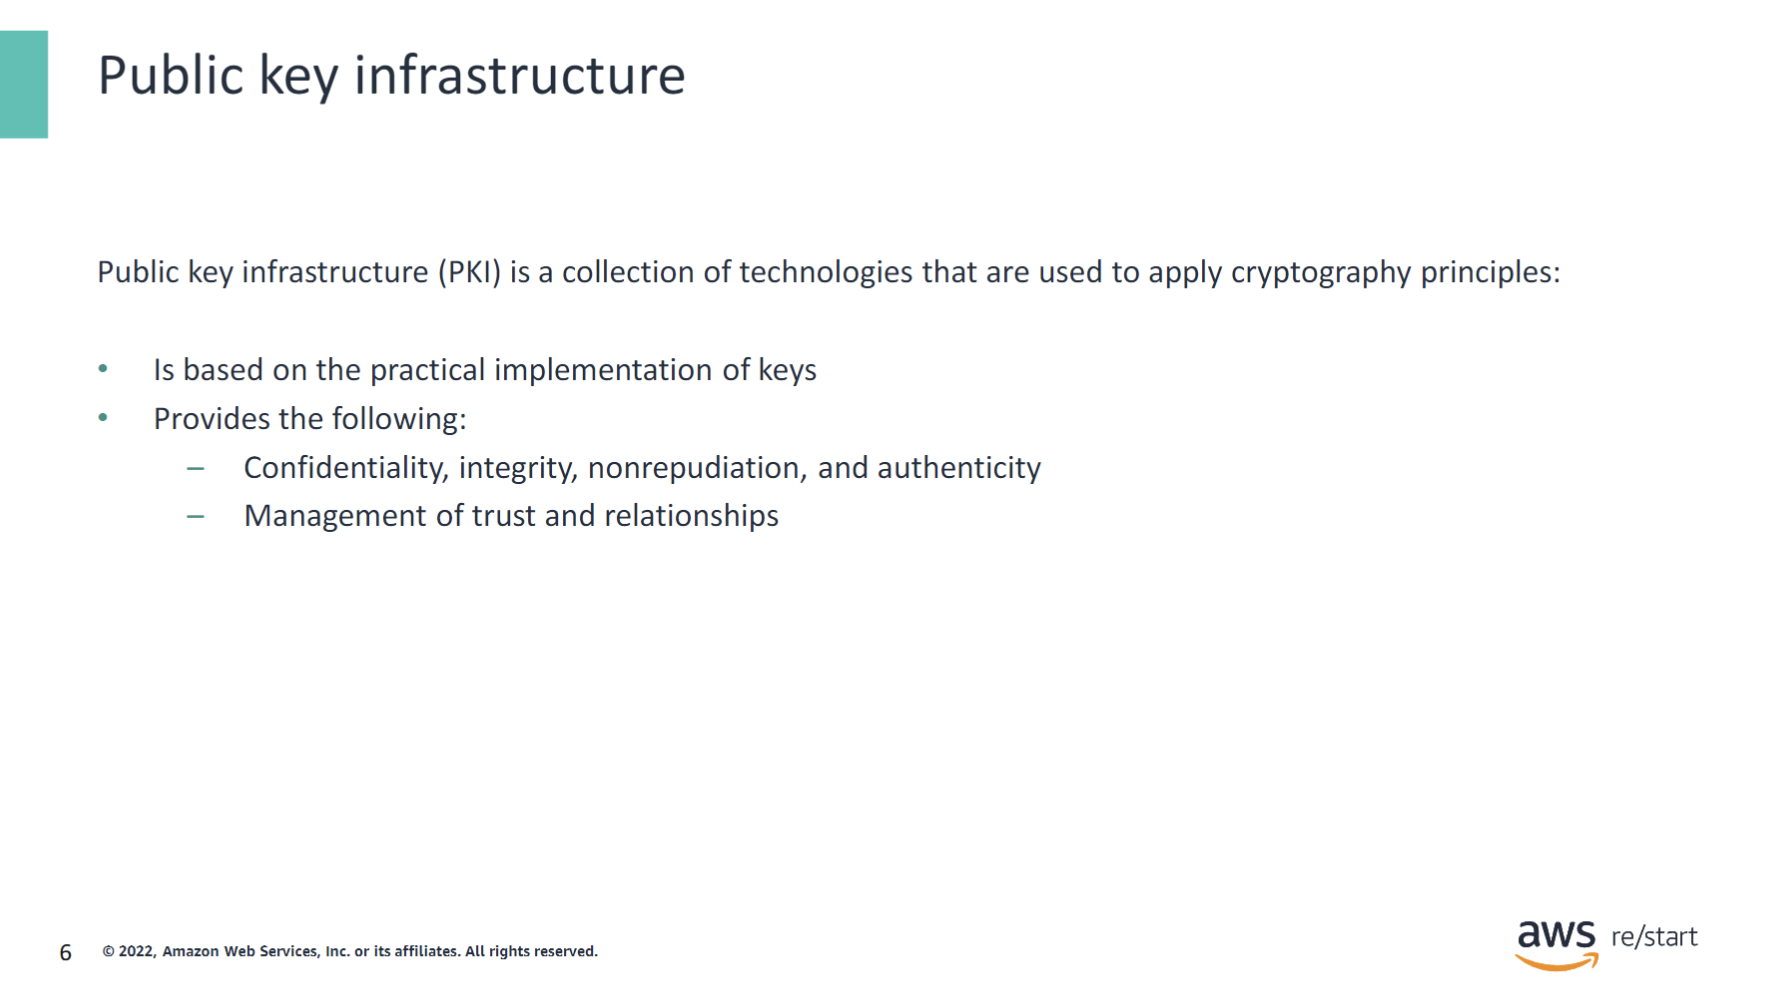 Public key infrastructure
Public key infrastructure (PKI) is a collection of technologies that are used to apply cryptography principles:
• Is based on the practical implementation of keys
• Provides the following:
– Confidentiality, integrity, nonrepudiation, and authenticity
– Management of trust and relationships
6 © 2022, Amazon Web Services, Inc. or its affiliates. All rights reserved.
aws re/start